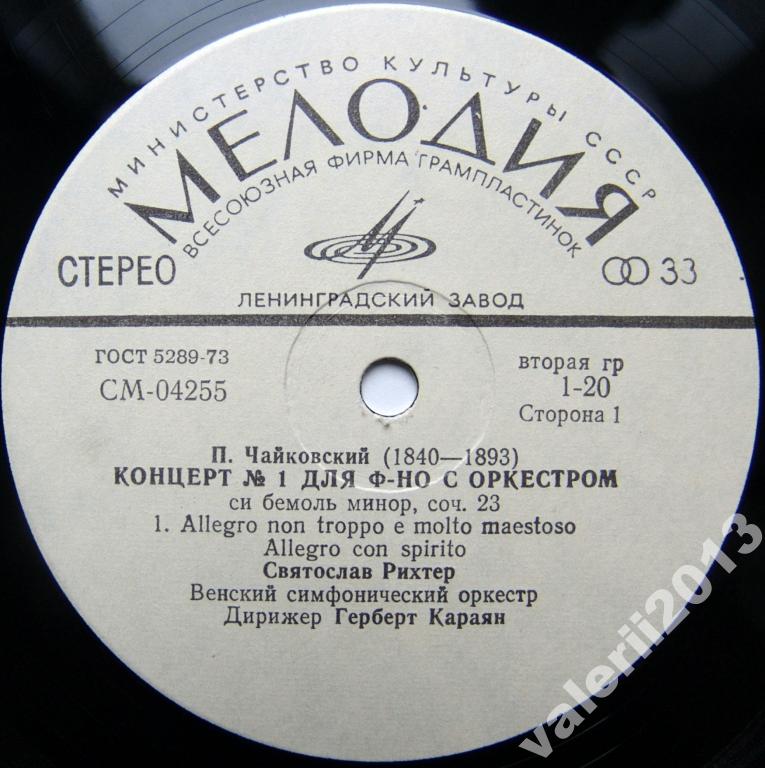 МИНИСТЕРСТВО КУЛЬТУРЫ СССР
МЕЛОДИЯ
ВСЕСОЮЗНАЯ ФИРМА ГРАМПЛАСТИНОК
СТЕРЕО
33
ЛЕНИНГРАДСКИЙ ЗАВОД
ГОСТ 5289-73
СМ-04255
вторая гр
1-20
Сторона 1
П. Чайковский (1840—1893)
КОНЦЕРТ № 1 ДЛЯ Ф-НО С ОРКЕСТРОМ
си бемоль минор, соч. 23
1. Allegro non troppo e molto maestoso
Allegro con spirito
Святослав Рихтер
Венский симфонический оркестр
Дирижер Герберт Караян
valerii2013